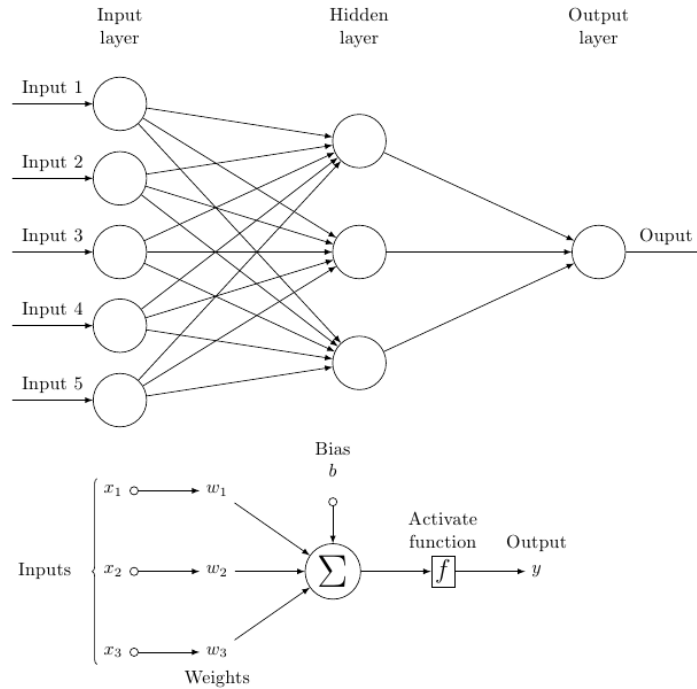 Input
layer
Hidden
layer
Output
layer
Input 1
Input 2
Input 3
Input 4
Input 5
Ouput
Bias
b
x₁
w₁
Activate
function
Output
Inputs
x₂
w₂
∑
f
y
x₃
w₃
Weights